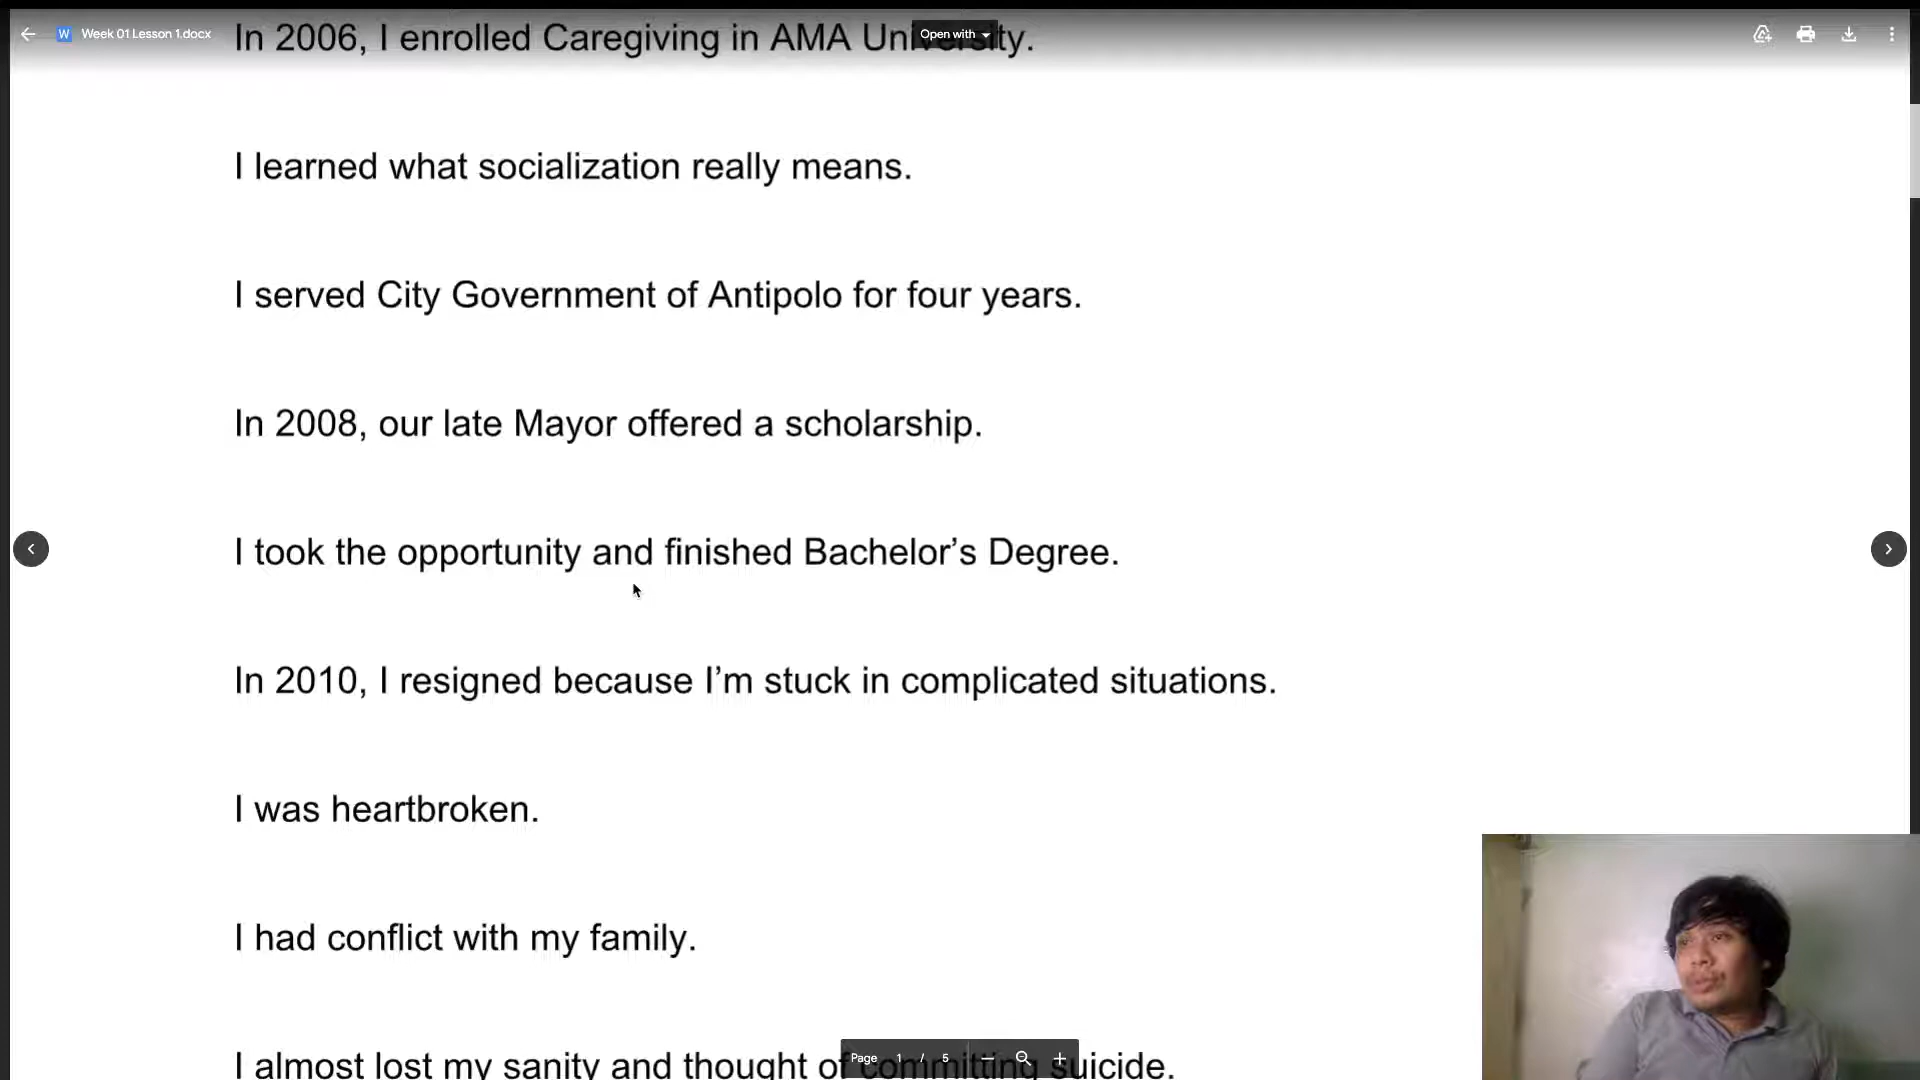 Week 01 Lesson 1.docx
Open with
In 2006, I enrolled Caregiving in AMA University.
I learned what socialization really means.
I served City Government of Antipolo for four years.
In 2008, our late Mayor offered a scholarship.
I took the opportunity and finished Bachelor’s Degree.
In 2010, I resigned because I’m stuck in complicated situations.
I was heartbroken.
I had conflict with my family.
I almost lost my sanity and thought of committing suicide.
Page 1 / 5